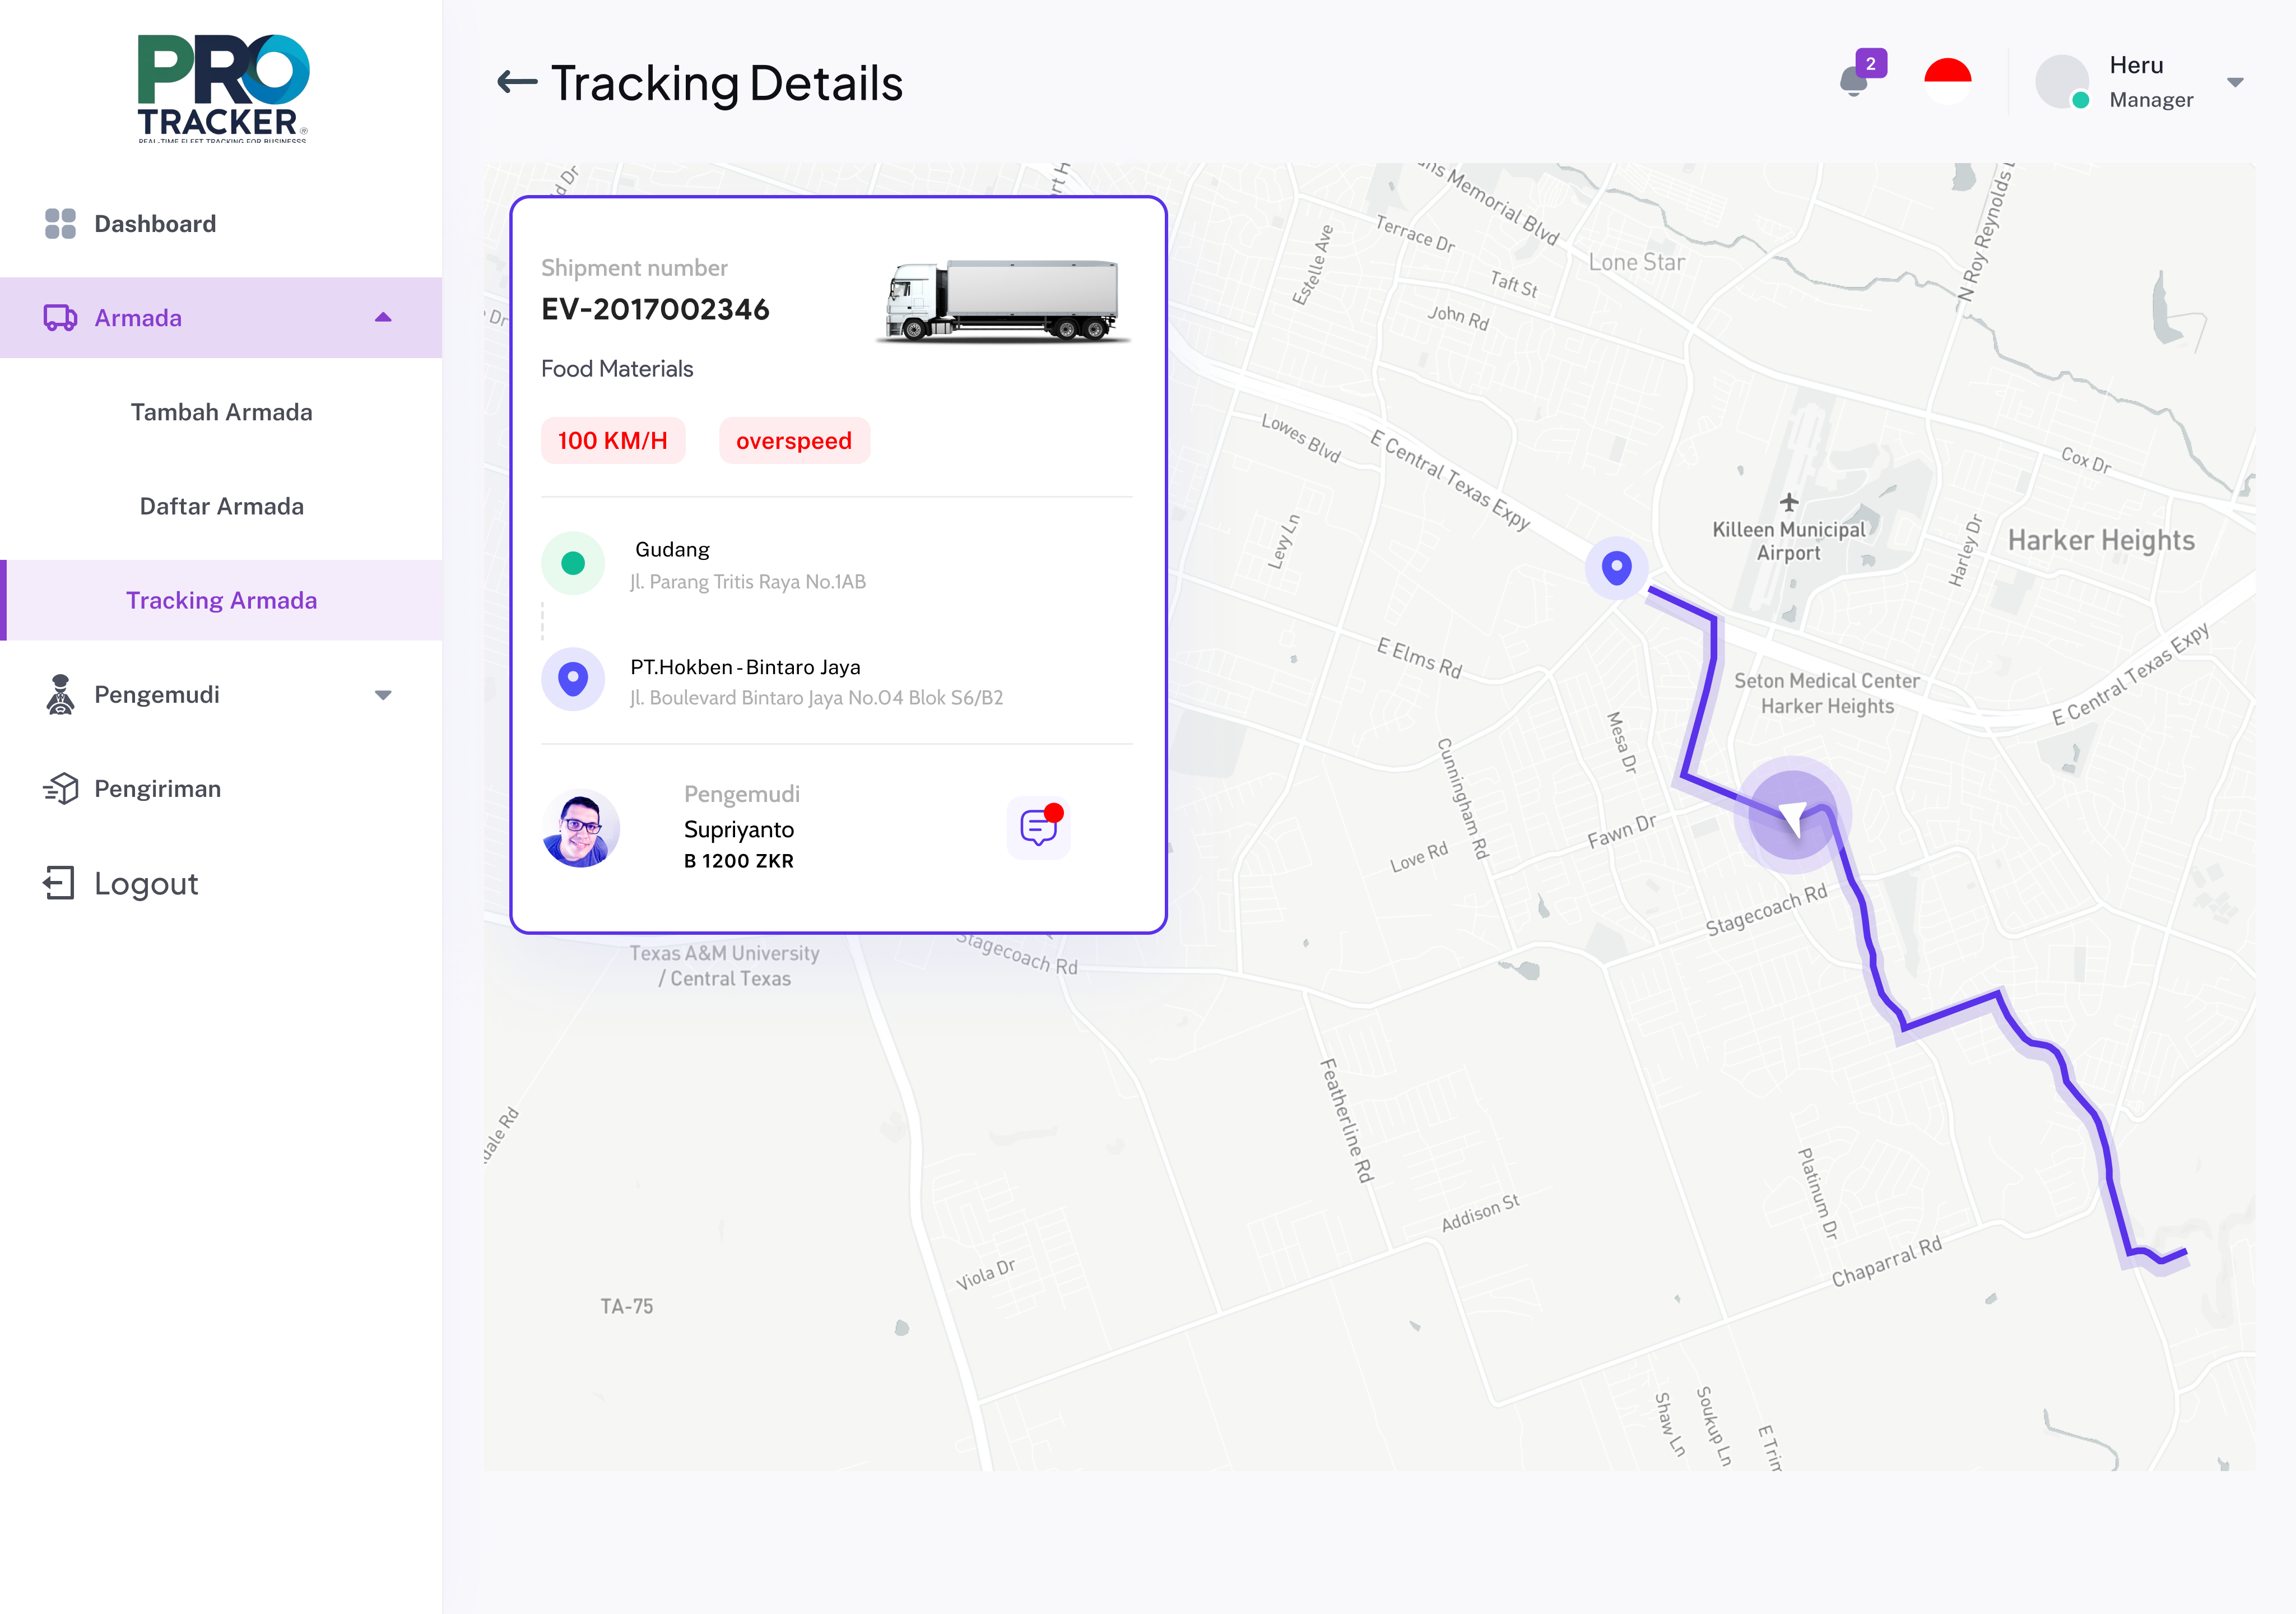 PRO
TRACKER®
REAL-TIME FLEET TRACKING FOR BUSINESSS
Dashboard
Armada
Tambah Armada
Daftar Armada
Tracking Armada
Pengemudi
Pengiriman
Logout
Tracking Details
2
Heru
Manager
Shipment number
EV-2017002346
Food Materials
100 KM/H
overspeed
Gudang
Jl. Parang Tritis Raya No.1AB
PT.Hokben - Bintaro Jaya
Jl. Boulevard Bintaro Jaya No.04 Blok S6/B2
Pengemudi
Supriyanto
B 1200 ZKR
d Dr
rt H
Dr
Memorial Blvd
Terrace Dr
Estelle Ave
Taft St
John Rd
Lone Star
N Roy Reynolds
Lowes Blvd
E Central Texas Expy
Levy Ln
Cox Dr
Killeen Municipal
Airport
Harley Dr
Harker Heights
E Elms Rd
Seton Medical Center
Harker Heights
E Central Texas Expy
Mesa Dr
Cunningham Rd
Fawn Dr
Love Rd
Stagecoach Rd
Stagecoach Rd
Texas A&M University
/ Central Texas
dale Rd
Featherline Rd
Platinum Dr
Addison St
Chaparral Rd
Viola Dr
TA-75
Shaw Ln
Soukup Ln
E Trim